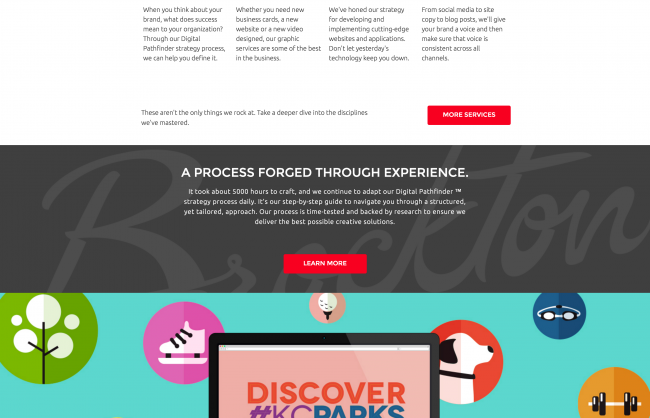 When you think about your
brand, what does success
mean to your organization?
Through our Digital
Pathfinder strategy process,
we can help you define it.
Whether you need new
business cards, a new
website or a new video
designed, our graphic
services are some of the best
in the business.
We've honed our strategy
for developing and
implementing cutting-edge
websites and applications.
Don't let yesterday's
technology keep you down.
From social media to site
copy to blog posts, we'll give
your brand a voice and then
make sure that voice is
consistent across all
channels.
These aren't the only things we rock at. Take a deeper dive into the disciplines
we've mastered.
MORE SERVICES
Brockton
A PROCESS FORGED THROUGH EXPERIENCE.
It took about 5000 hours to craft, and we continue to adapt our Digital Pathfinder ™
strategy process daily. It's our step-by-step guide to navigate you through a structured,
yet tailored, approach. Our process is time-tested and backed by research to ensure we
deliver the best possible creative solutions.
LEARN MORE
DISCOVER
#KCPARKS